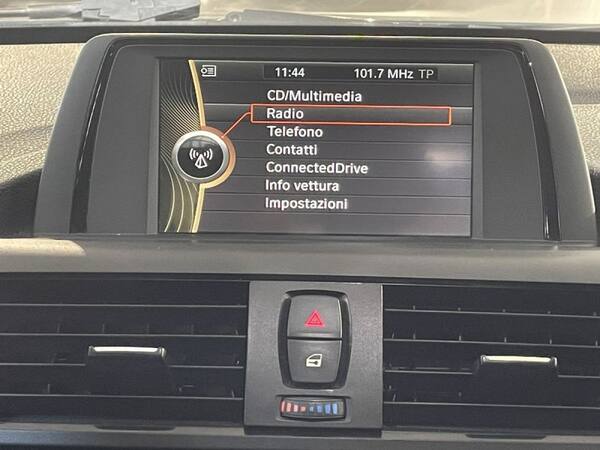 11:44 101.7 MHz TP
CD/Multimedia
Radio
Telefono
Contatti
ConnectedDrive
Info vettura
Impostazioni